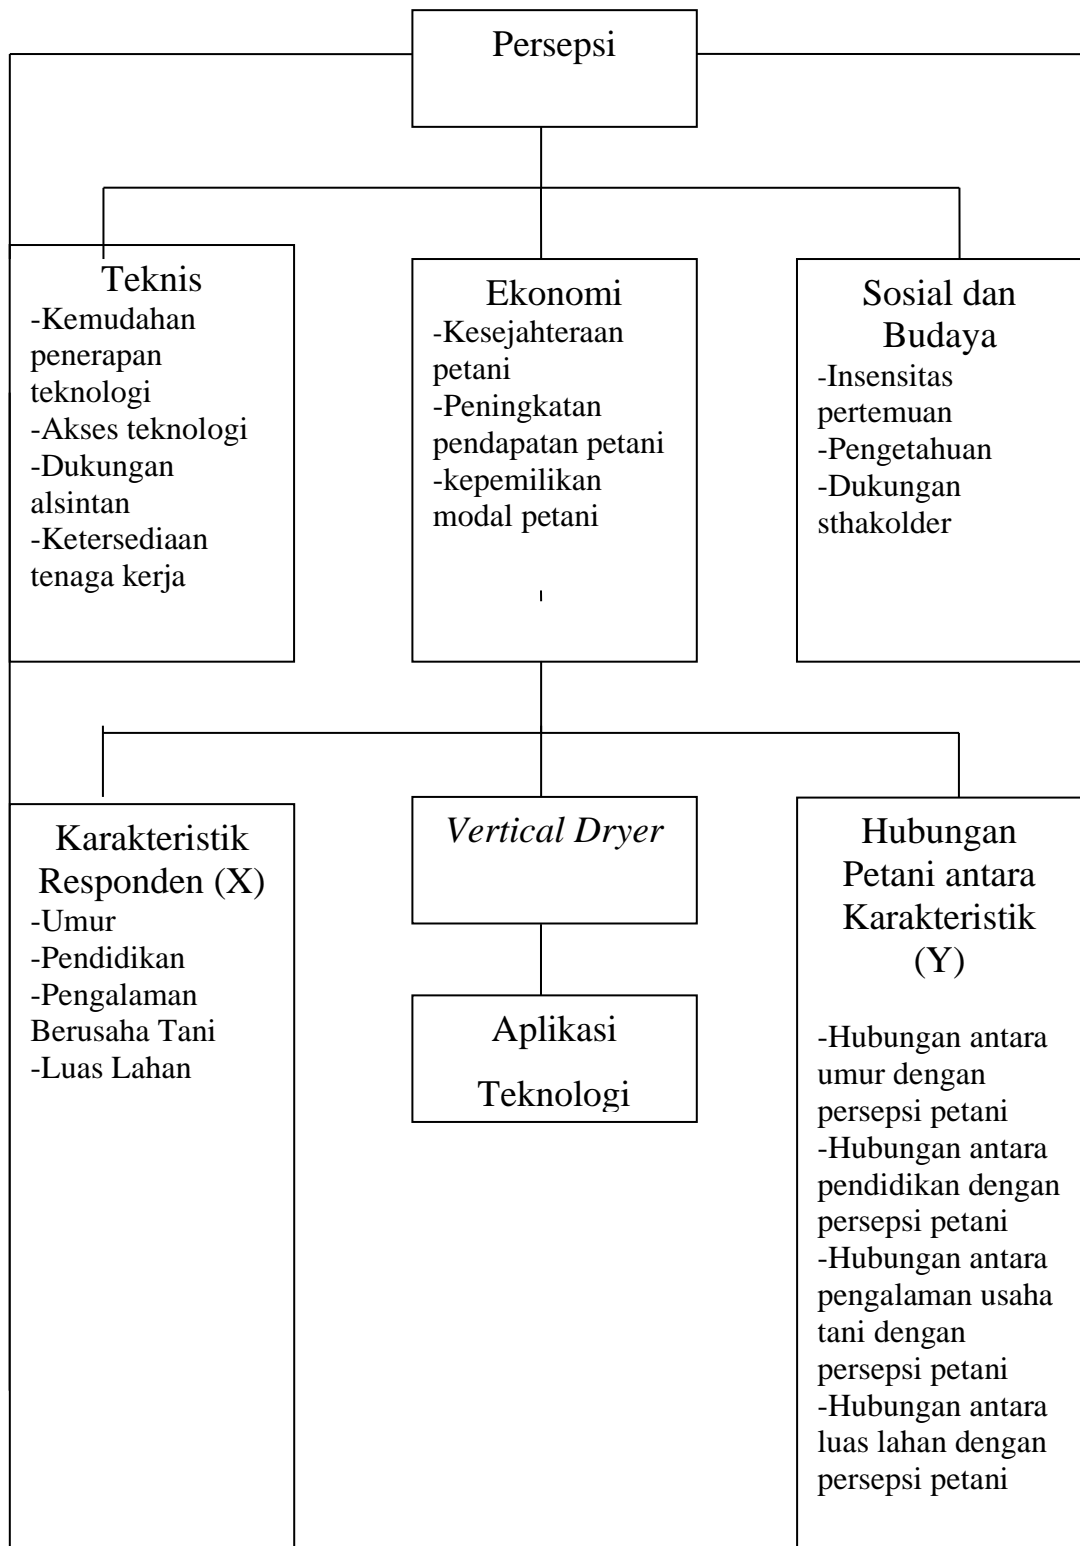 Persepsi
Teknis
-Kemudahan
penerapan
teknologi
-Akses teknologi
-Dukungan
alsintan
-Ketersediaan
tenaga kerja
Ekonomi
-Kesejahteraan
petani
-Peningkatan
pendapatan petani
-kepemilikan
modal petani
Sosial dan
Budaya
-Insensitas
pertemuan
-Pengetahuan
-Dukungan
sthakolder
Karakteristik
Responden (X)
-Umur
-Pendidikan
-Pengalaman
Berusaha Tani
-Luas Lahan
Vertical Dryer
Aplikasi
Teknologi
Hubungan
Petani antara
Karakteristik
(Y)
-Hubungan antara
umur dengan
persepsi petani
-Hubungan antara
pendidikan dengan
persepsi petani
-Hubungan antara
pengalaman usaha
tani dengan
persepsi petani
-Hubungan antara
luas lahan dengan
persepsi petani